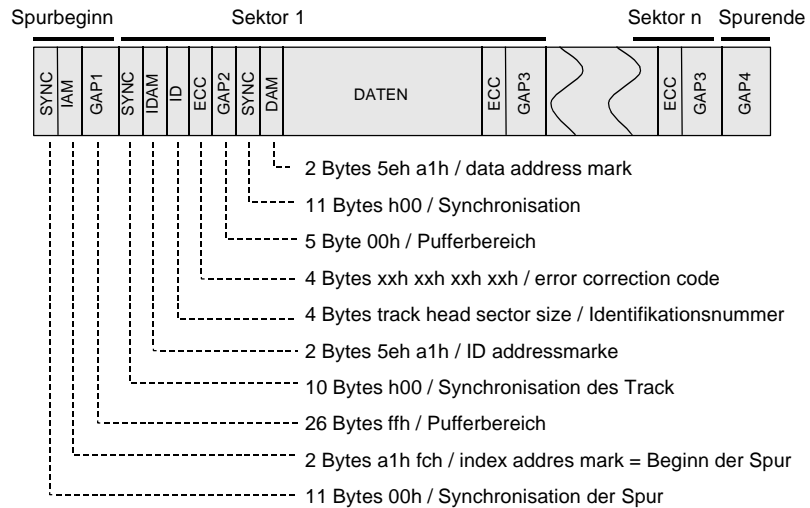 Spurbeginn Sektor 1 Sektor n Spurende
SYNC IAM GAP1 SYNC IDAM ID ECC GAP2 SYNC DAM DATEN ECC GAP3 ECC GAP3 GAP4
2 Bytes 5eh a1h / data address mark
11 Bytes h00 / Synchronisation
5 Byte 00h / Pufferbereich
4 Bytes xxh xxh xxh xxh / error correction code
4 Bytes track head sector size / Identifikationsnummer
2 Bytes 5eh a1h / ID addressmarke
10 Bytes h00 / Synchronisation des Track
26 Bytes ffh / Pufferbereich
2 Bytes a1h fch / index addres mark = Beginn der Spur
11 Bytes 00h / Synchronisation der Spur